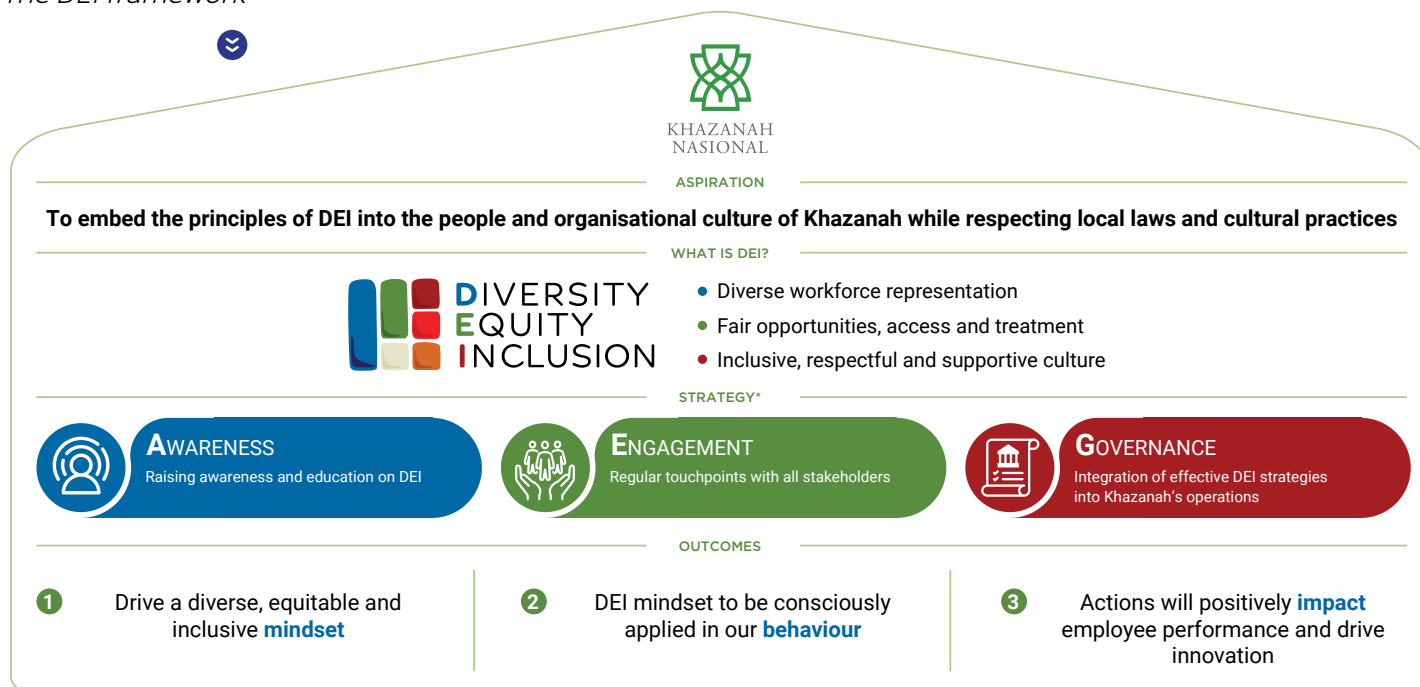 The DEI framework
KHAZANAH
NASIONAL
ASPIRATION
To embed the principles of DEI into the people and organisational culture of Khazanah while respecting local laws and cultural practices
WHAT IS DEI?
DIVERSITY
EQUITY
INCLUSION
• Diverse workforce representation
• Fair opportunities, access and treatment
• Inclusive, respectful and supportive culture
STRATEGY*
AWARENESS
Raising awareness and education on DEI
ENGAGEMENT
Regular touchpoints with all stakeholders
GOVERNANCE
Integration of effective DEI strategies
into Khazanah's operations
OUTCOMES
1
Drive a diverse, equitable and
inclusive mindset
2
DEI mindset to be consciously
applied in our behaviour
3
Actions will positively impact
employee performance and drive
innovation